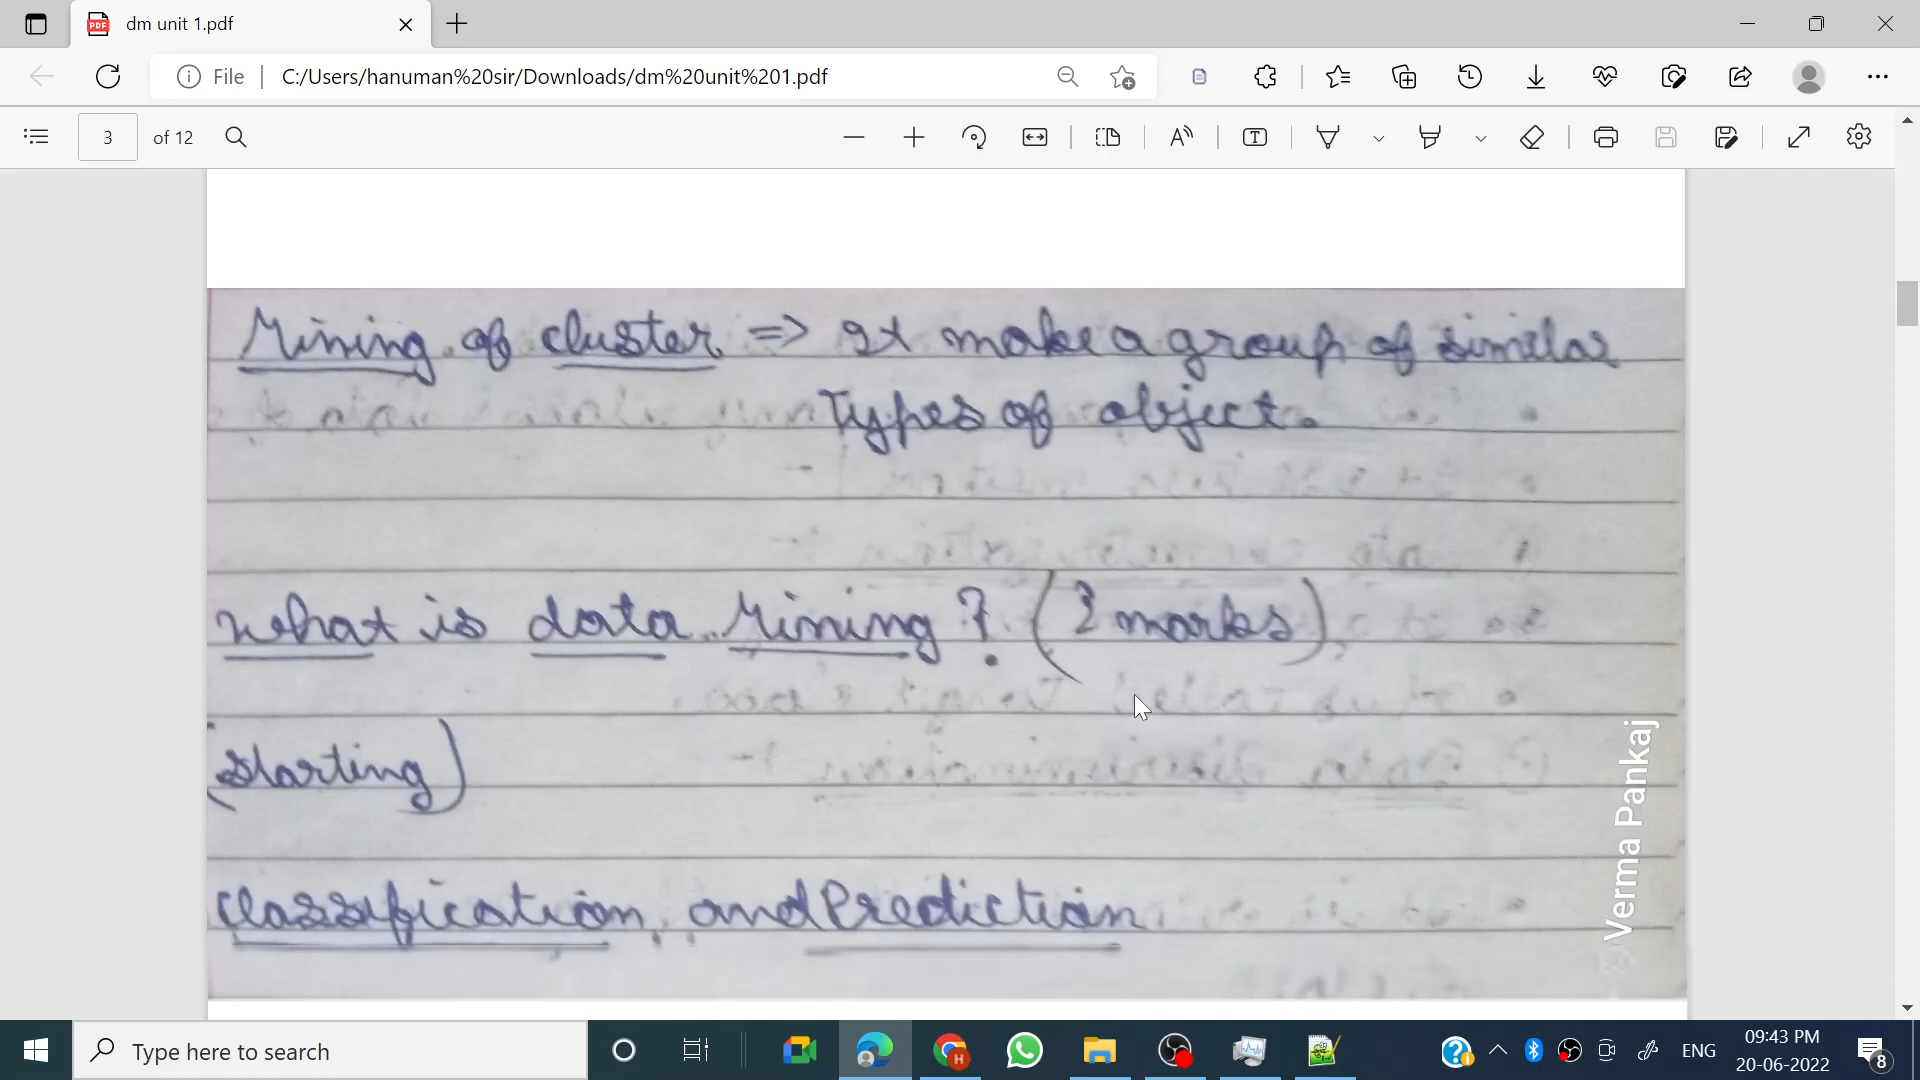 dm unit 1.pdf
File
C:/Users/hanuman%20sir/Downloads/dm%20unit%201.pdf
3 of 12
Mining of cluster => It make a group of similar
Types of object.
what is data Mining? (2 marks)
(starting)
classification and Prediction
Verma Pankaj
Type here to search
ENG
09:43 PM
20-06-2022
8